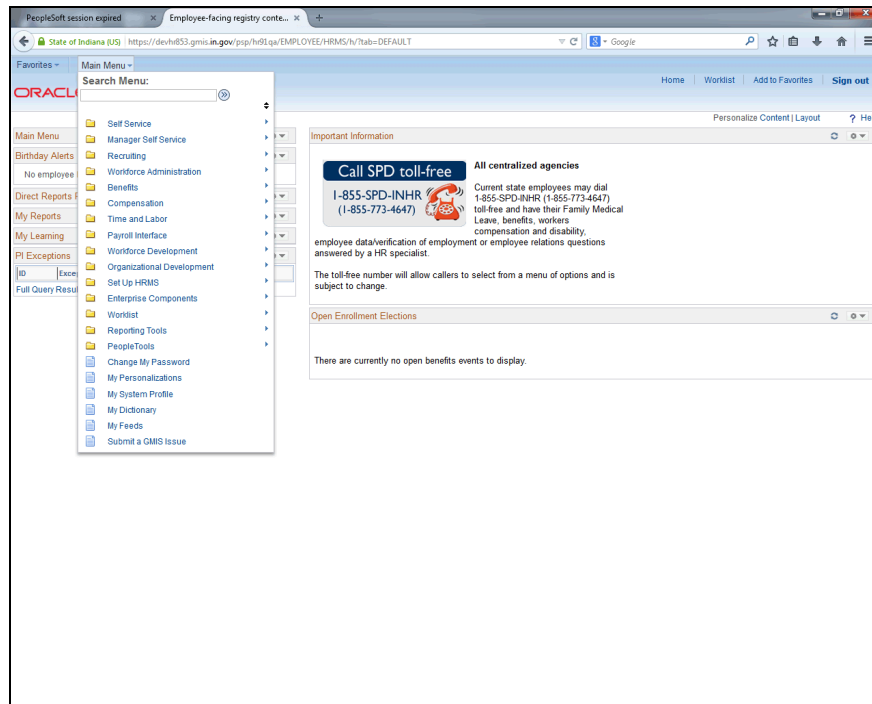 PeopleSoft session expired
Employee-facing registry conte...
State of Indiana (US)
https://devhr853.gmis.in.gov/psp/hr91qa/EMPLOYEE/HRMS/h/?tab=DEFAULT
Google
Favorites
Main Menu
Search Menu:
Home
Worklist
Add to Favorites
Sign out
Personalize Content | Layout
Self Service
Manager Self Service
Recruiting
Workforce Administration
Benefits
Compensation
Time and Labor
Payroll Interface
Workforce Development
Organizational Development
Set Up HRMS
Enterprise Components
Worklist
Reporting Tools
PeopleTools
Change My Password
My Personalizations
My System Profile
My Dictionary
My Feeds
Submit a GMIS Issue
Main Menu
Birthday Alerts
No employee
Direct Reports
My Reports
My Learning
PI Exceptions
ID
Full Query
Important Information
Call SPD toll-free
1-855-SPD-INHR
(1-855-773-4647)
All centralized agencies
Current state employees may dial
1-855-SPD-INHR (1-855-773-4647)
toll-free and have their Family Medical
Leave, benefits, workers
compensation and disability,
employee data/verification of employment or employee relations questions
answered by a HR specialist.
The toll-free number will allow callers to select from a menu of options and is
subject to change.
Open Enrollment Elections
There are currently no open benefits events to display.